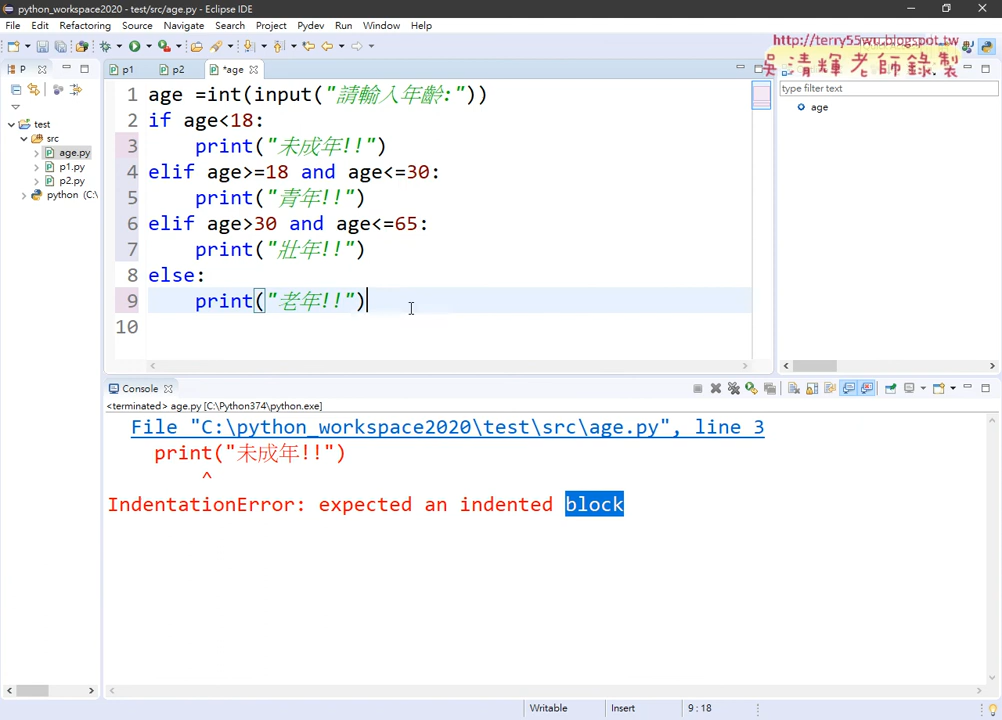 python_workspace2020 - test/src/age.py - Eclipse IDE
File Edit Refactoring Source Navigate Search Project Pydev Run Window Help
http://terry55wu.blogspot.tw
吳清輝老師錄製
P
p1 p2 *age
type filter text
age
test
src
age.py
p1.py
p2.py
python (C:\
1 age =int(input("請輸入年齡:"))
2 if age<18:
3 print("未成年!!")
4 elif age>=18 and age<=30:
5 print("青年!!")
6 elif age>30 and age<=65:
7 print("壯年!!")
8 else:
9 print("老年!!")
10
Console
<terminated> age.py [C:\Python374\python.exe]
File "C:\python_workspace2020\test\src\age.py", line 3
print("未成年!!")
^
IndentationError: expected an indented block
Writable Insert 9 : 18